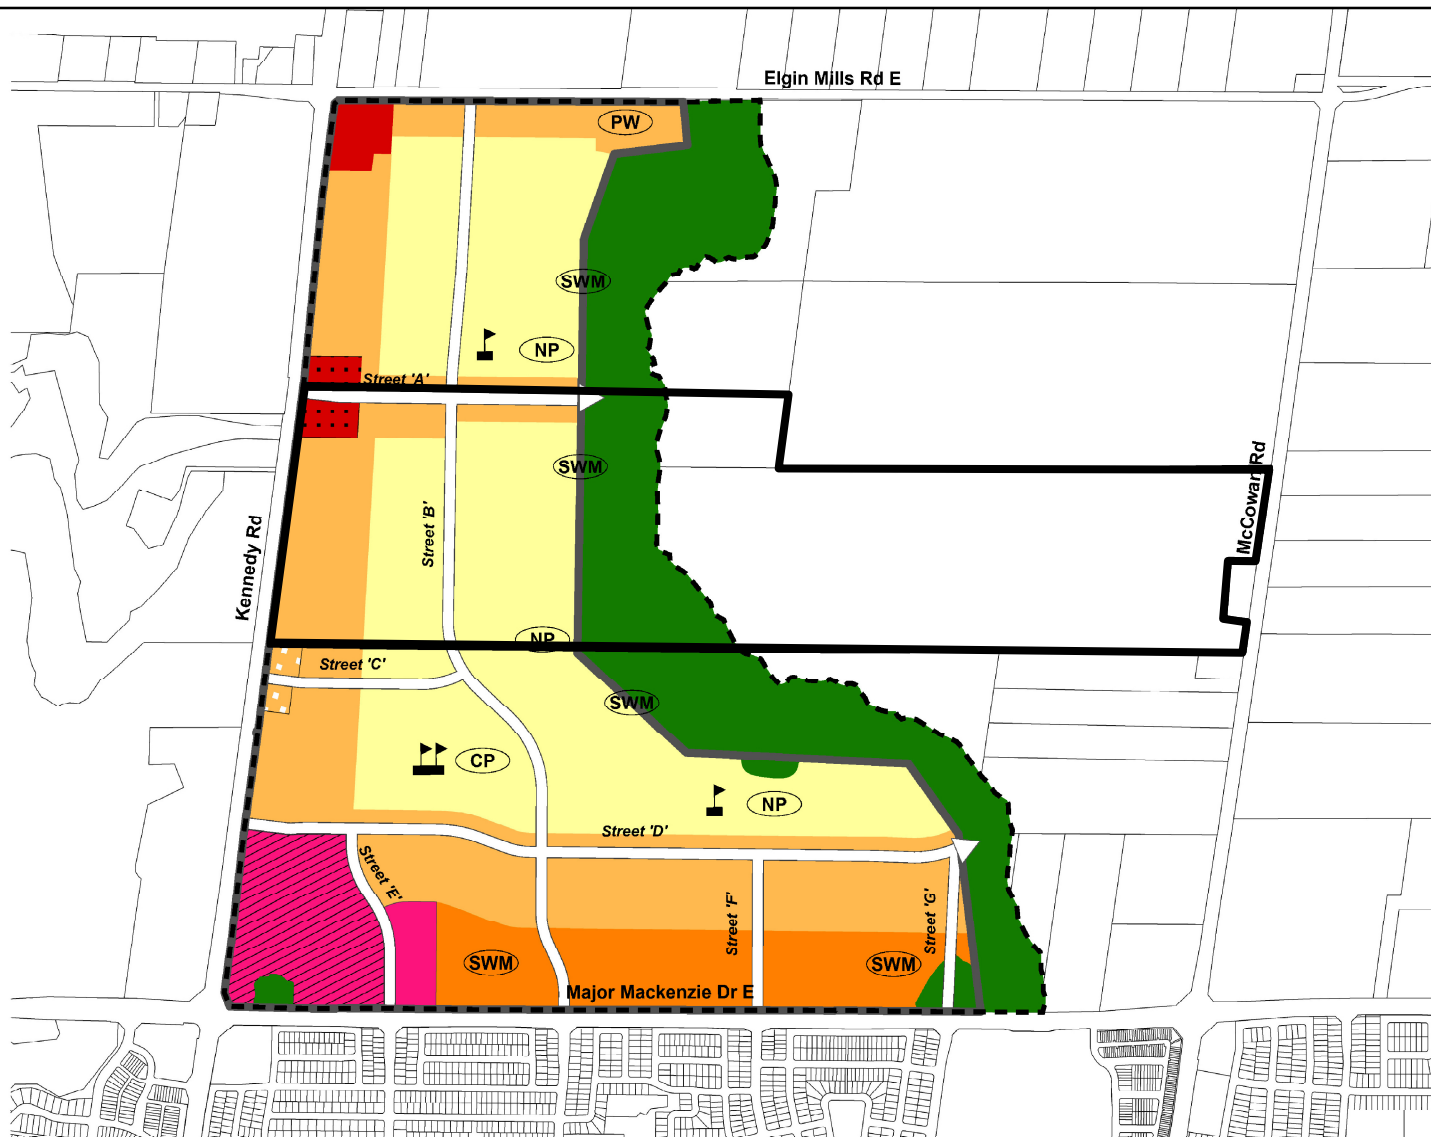 Elgin Mills Rd E
PW
SWM
NP
Street 'A'
SWM
McCowan Rd
Street 'B'
Kennedy Rd
NP
Street 'C'
SWM
CP
NP
Street 'D'
Street 'E'
Street 'F'
Street 'G'
SWM
SWM
Major Mackenzie Dr E